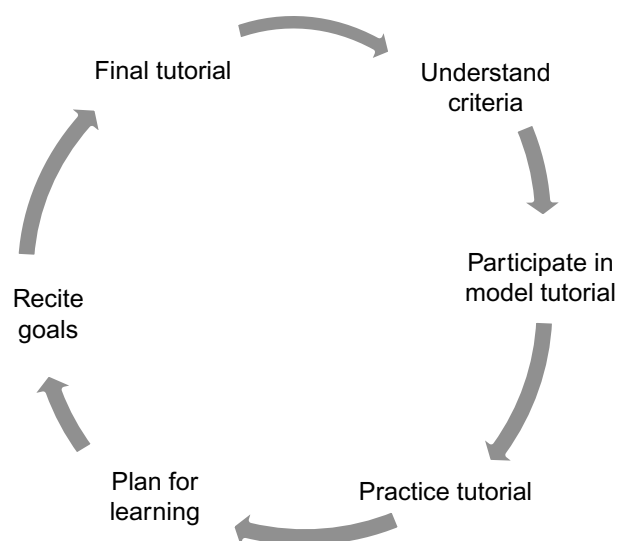 Final tutorial
Understand
criteria
Participate in
model tutorial
Practice tutorial
Plan for
learning
Recite
goals